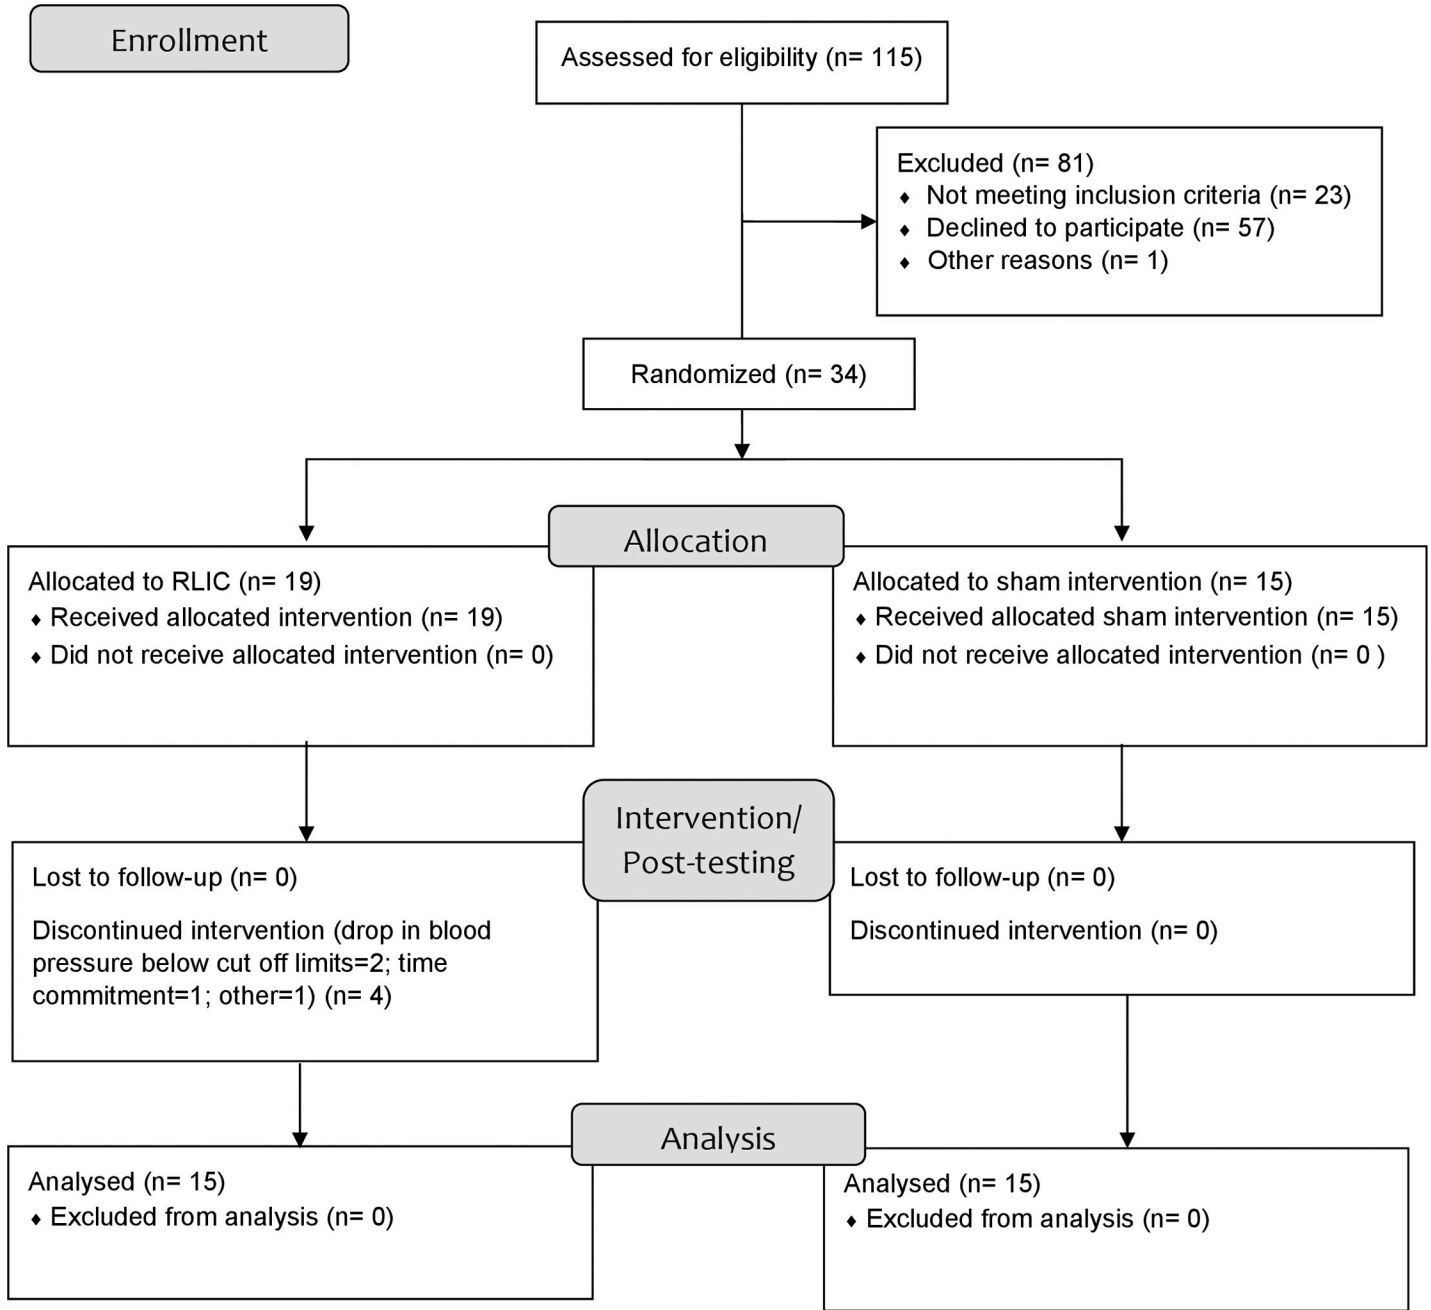 Enrollment
Assessed for eligibility (n= 115)
Excluded (n= 81)
♦ Not meeting inclusion criteria (n= 23)
♦ Declined to participate (n= 57)
♦ Other reasons (n= 1)
Randomized (n= 34)
Allocation
Allocated to RLIC (n= 19)
♦ Received allocated intervention (n= 19)
♦ Did not receive allocated intervention (n= 0)
Allocated to sham intervention (n= 15)
♦ Received allocated sham intervention (n= 15)
♦ Did not receive allocated intervention (n= 0 )
Intervention/
Post-testing
Lost to follow-up (n= 0)
Discontinued intervention (drop in blood
pressure below cut off limits=2; time
commitment=1; other=1) (n= 4)
Lost to follow-up (n= 0)
Discontinued intervention (n= 0)
Analysis
Analysed (n= 15)
♦ Excluded from analysis (n= 0)
Analysed (n= 15)
♦ Excluded from analysis (n= 0)